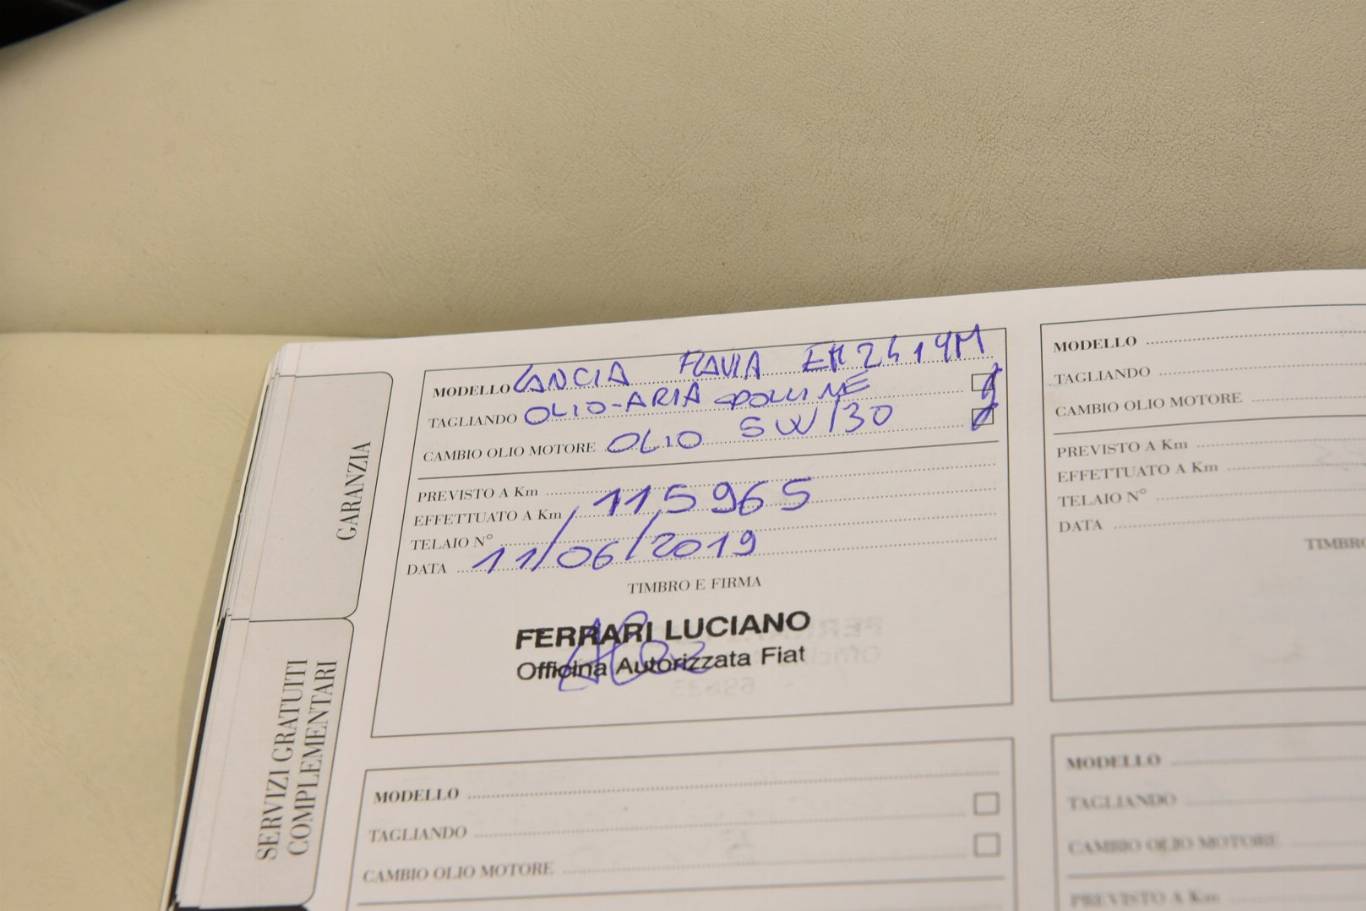 GARANZIA
SERVIZI GRATUITI
COMPLEMENTARI
MODELLO LANCIA FLAVIA EM2419M
TAGLIANDO OLIO-ARIA POLLINE
CAMBIO OLIO MOTORE OLIO 5W/30
PREVISTO A Km
EFFETTUATO A Km 115965
TELAIO N°
DATA 11/06/2019
TIMBRO E FIRMA
FERRARI LUCIANO
Officina Autorizzata Fiat
MODELLO
TAGLIANDO
CAMBIO OLIO MOTORE
MODELLO
TAGLIANDO
CAMBIO OLIO MOTORE
PREVISTO A Km
EFFETTUATO A Km
TELAIO N°
DATA
TIMBRO
MODELLO
TAGLIANDO
CAMBIO OLIO MOTORE
PREVISTO A Km